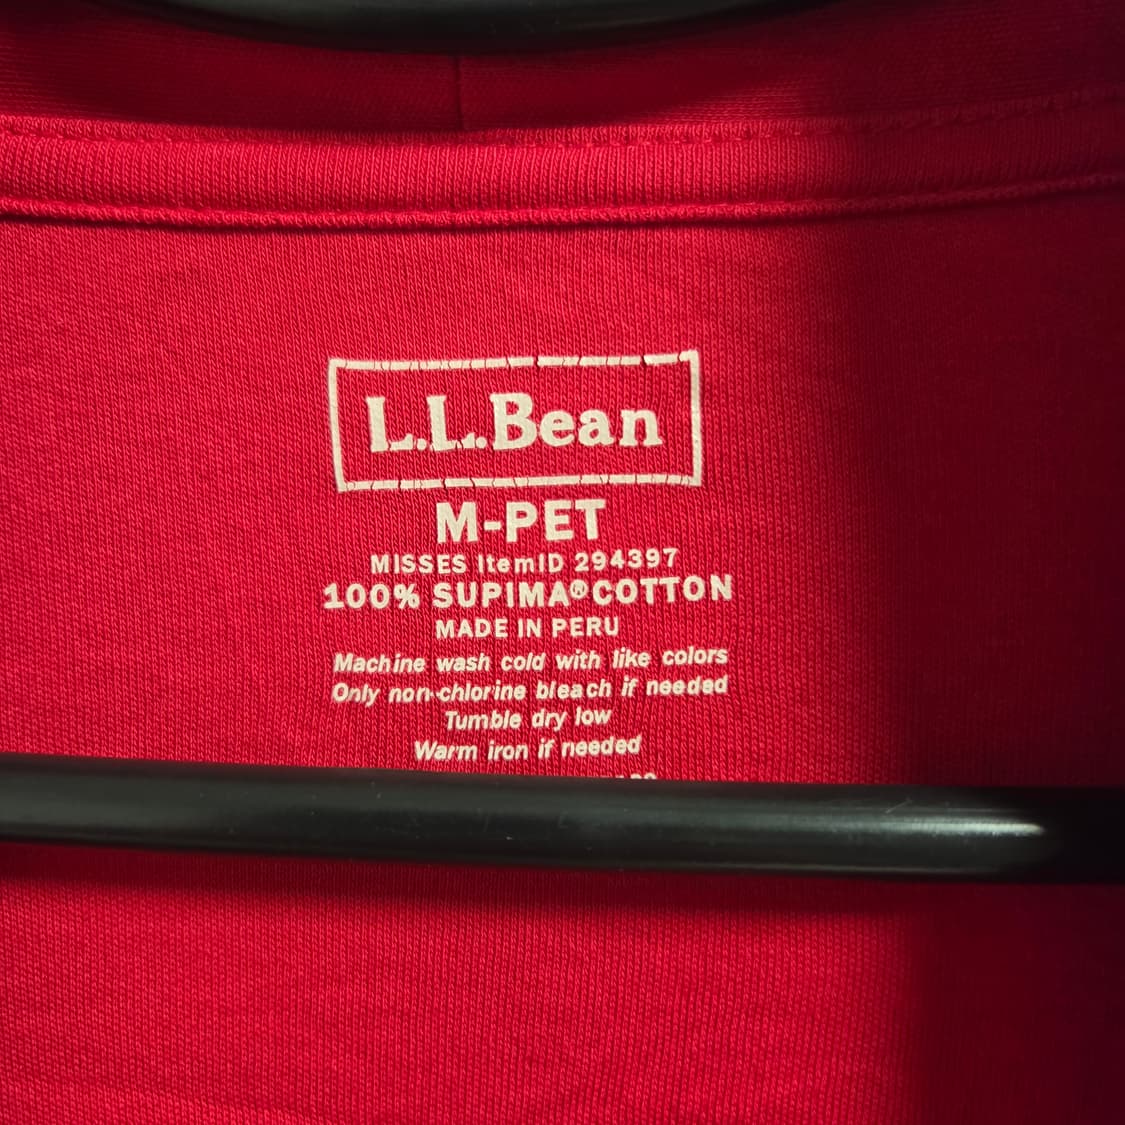 L.L.Bean
M-PET
MISSES ItemID 294397
100% SUPIMA® COTTON
MADE IN PERU
Machine wash cold with like colors
Only non-chlorine bleach if needed
Tumble dry low
Warm iron if needed